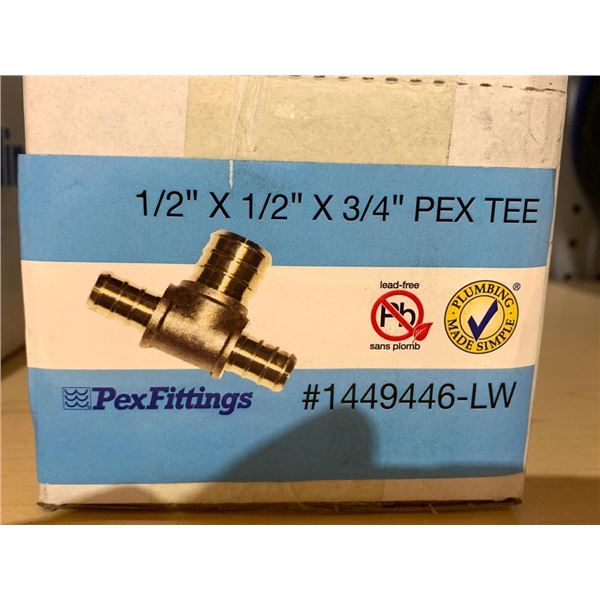 1/2" X 1/2" X 3/4" PEX TEE
lead-free
Pb
sans plomb
PLUMBING MADE SIMPLE ®
PexFittings
#1449446-LW